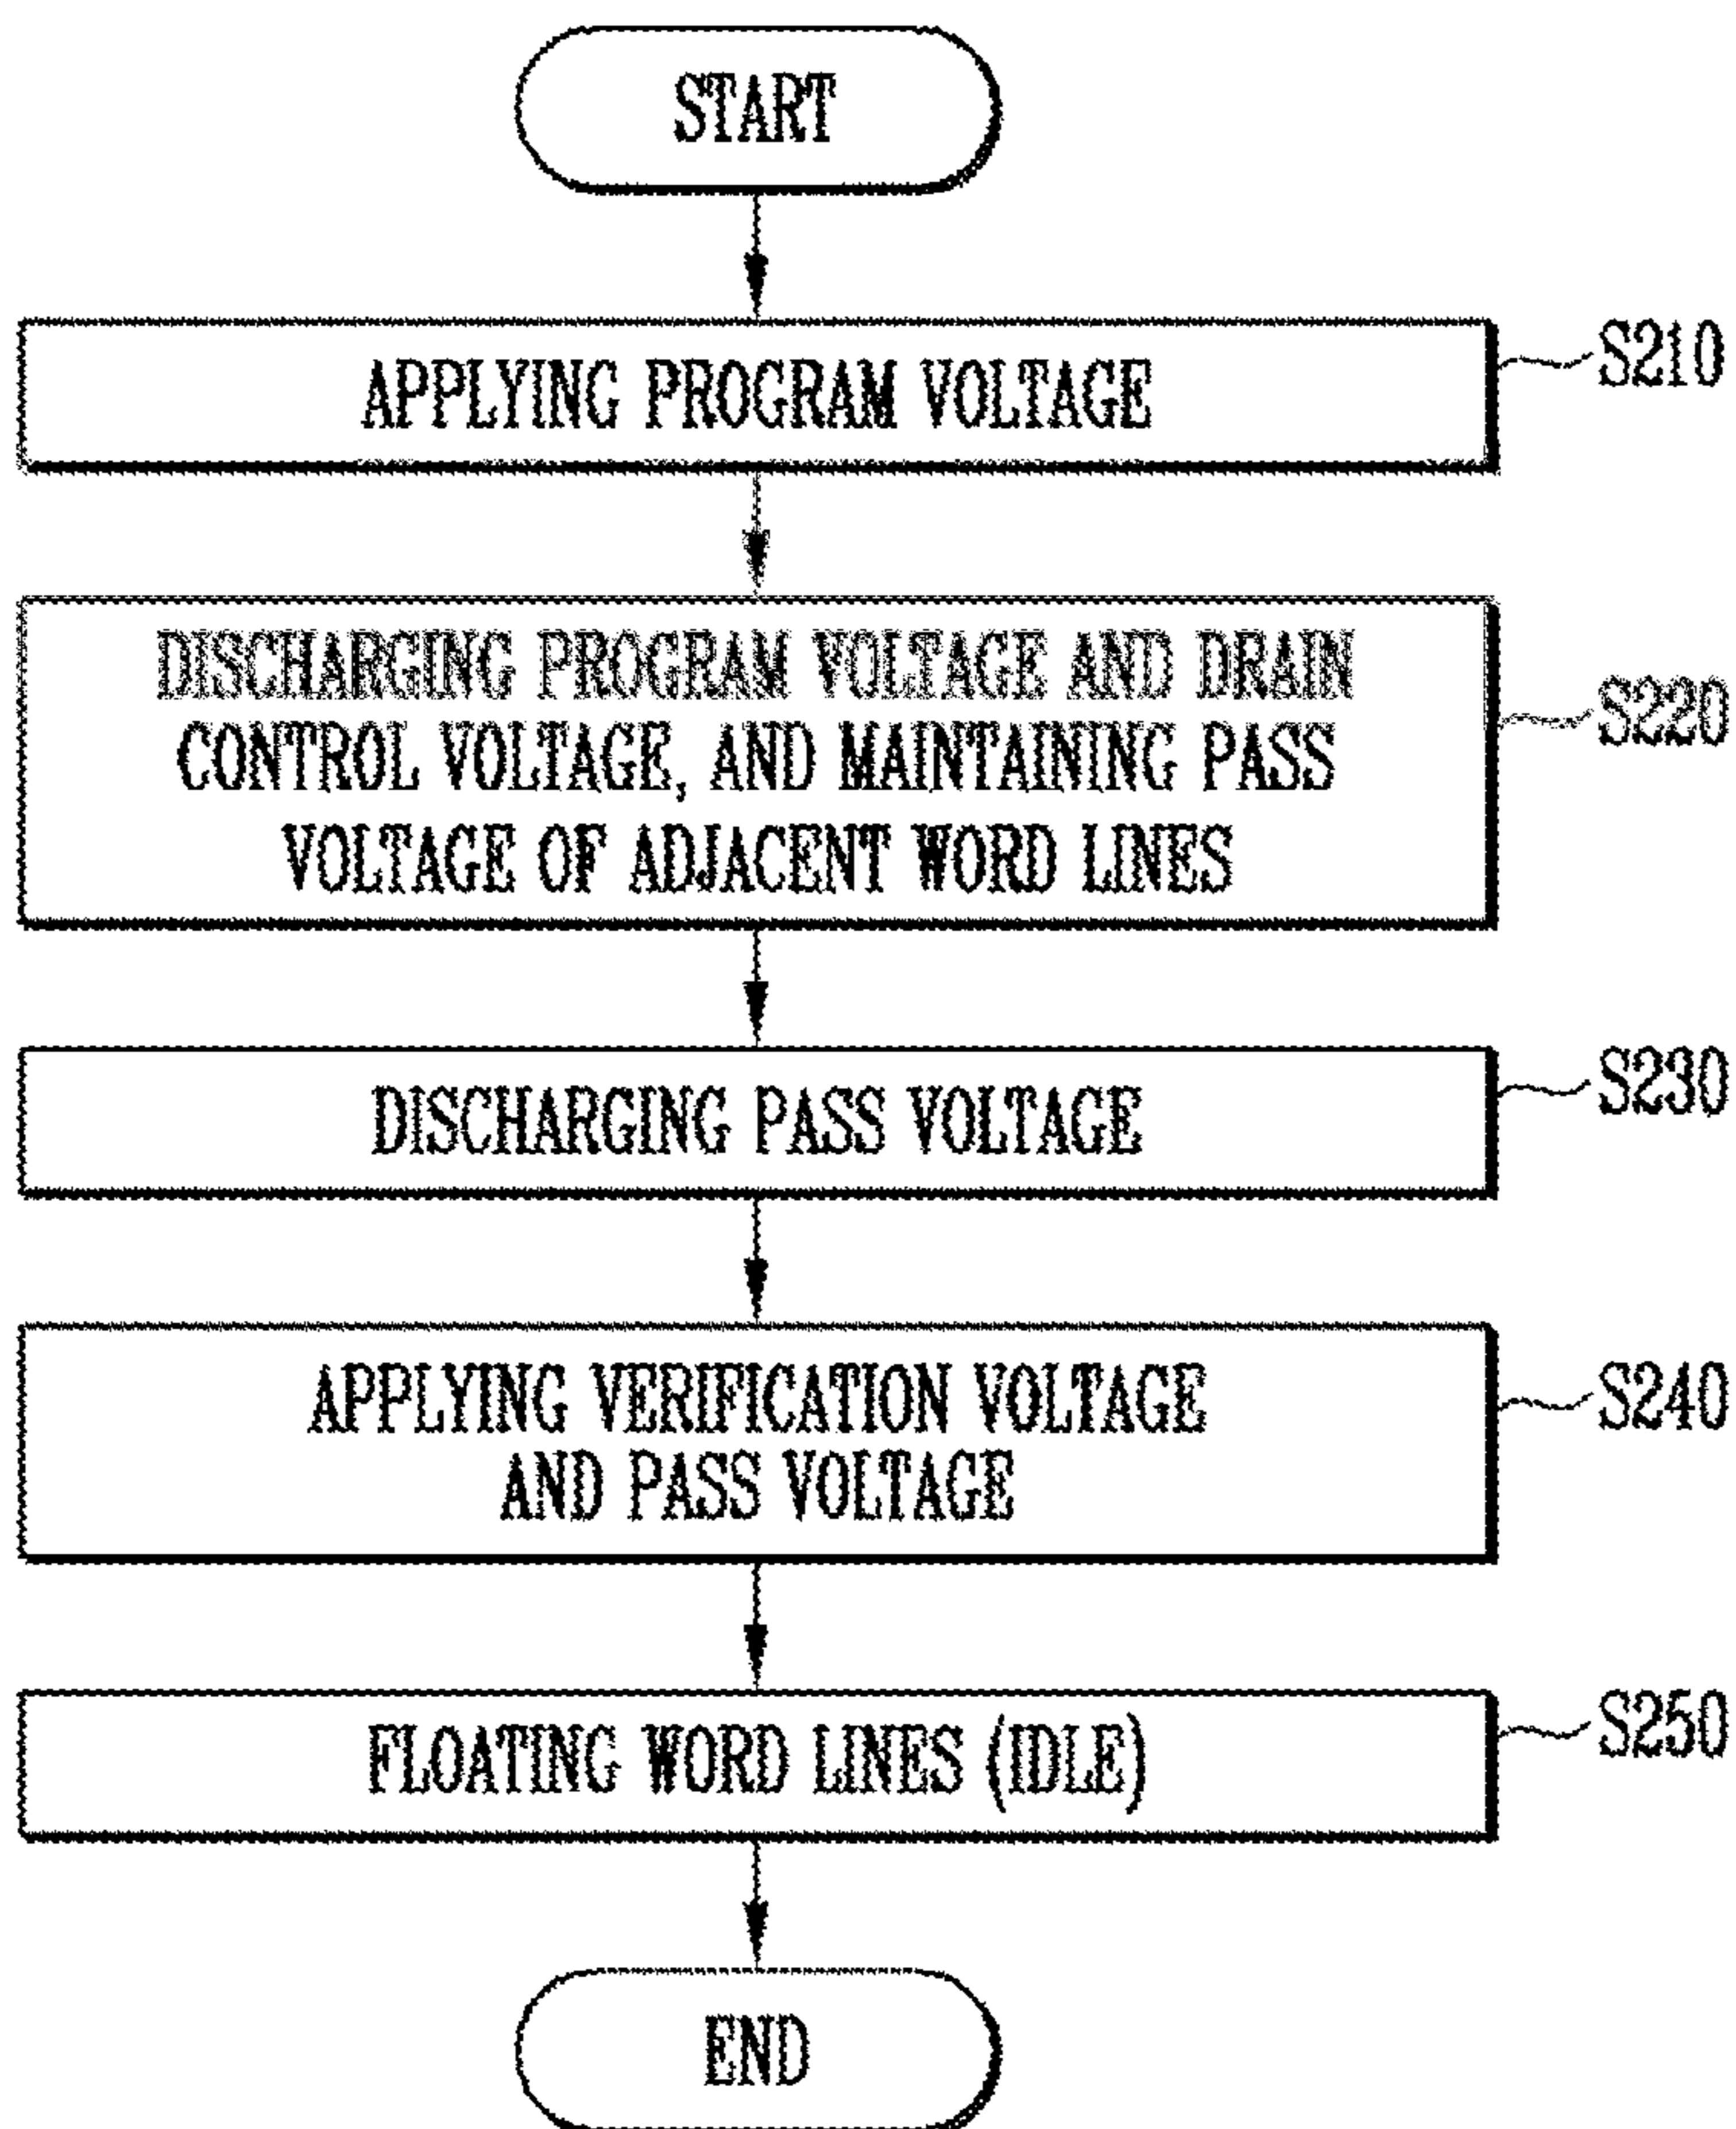 START
APPLYING PROGRAM VOLTAGE
S210
DISCHARGING PROGRAM VOLTAGE AND DRAIN
CONTROL VOLTAGE, AND MAINTAINING PASS
VOLTAGE OF ADJACENT WORD LINES
S220
DISCHARGING PASS VOLTAGE
S230
APPLYING VERIFICATION VOLTAGE
AND PASS VOLTAGE
S240
FLOATING WORD LINES (IDLE)
S250
END